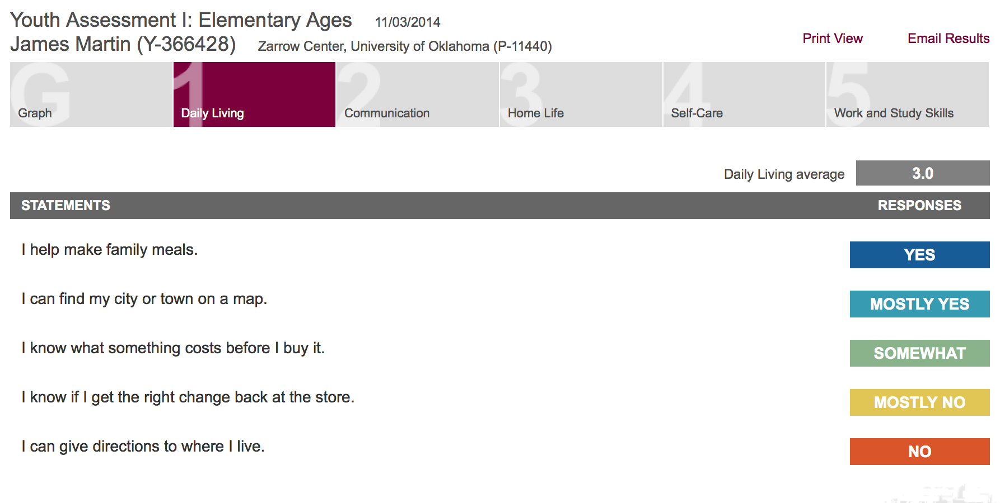 Youth Assessment I: Elementary Ages 11/03/2014
James Martin (Y-366428) Zarrow Center, University of Oklahoma (P-11440)
Print View Email Results
G 1 2 3 4 5
Graph Daily Living Communication Home Life Self-Care Work and Study Skills
Daily Living average 3.0
STATEMENTS RESPONSES
I help make family meals. YES
I can find my city or town on a map. MOSTLY YES
I know what something costs before I buy it. SOMEWHAT
I know if I get the right change back at the store. MOSTLY NO
I can give directions to where I live. NO